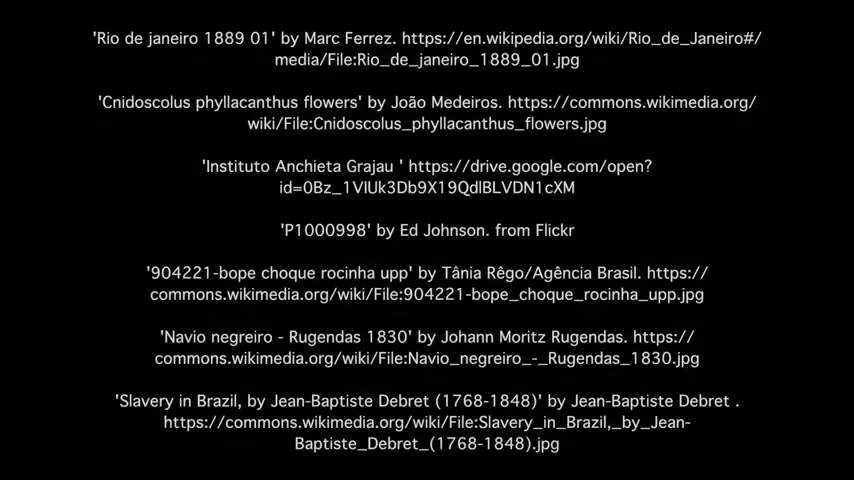 'Rio de janeiro 1889 01' by Marc Ferrez. https://en.wikipedia.org/wiki/Rio_de_Janeiro#/
media/File:Rio_de_janeiro_1889_01.jpg
'Cnidoscolus phyllacanthus flowers' by João Medeiros. https://commons.wikimedia.org/
wiki/File:Cnidoscolus_phyllacanthus_flowers.jpg
'Instituto Anchieta Grajau ' https://drive.google.com/open?
id=0Bz_1VIUk3Db9X19QdlBLVDN1cXM
'P1000998' by Ed Johnson. from Flickr
'904221-bope choque rocinha upp' by Tânia Rêgo/Agência Brasil. https://
commons.wikimedia.org/wiki/File:904221-bope_choque_rocinha_upp.jpg
'Navio negreiro - Rugendas 1830' by Johann Moritz Rugendas. https://
commons.wikimedia.org/wiki/File:Navio_negreiro_-_Rugendas_1830.jpg
'Slavery in Brazil, by Jean-Baptiste Debret (1768-1848)' by Jean-Baptiste Debret .
https://commons.wikimedia.org/wiki/File:Slavery_in_Brazil,_by_Jean-
Baptiste_Debret_(1768-1848).jpg